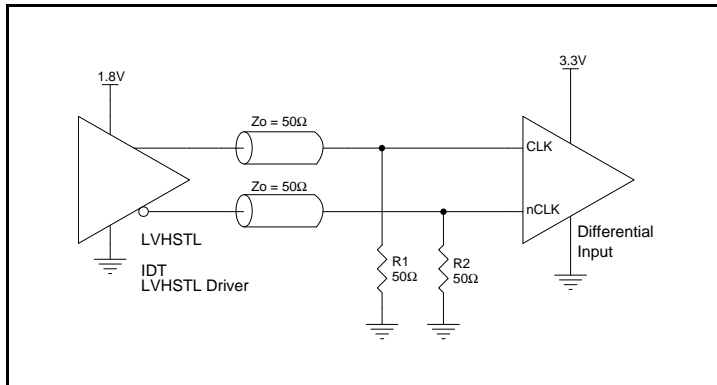 1.8V
3.3V
Zo = 50Ω
CLK
Zo = 50Ω
nCLK
LVHSTL
IDT
LVHSTL Driver
R1
50Ω
R2
50Ω
Differential
Input